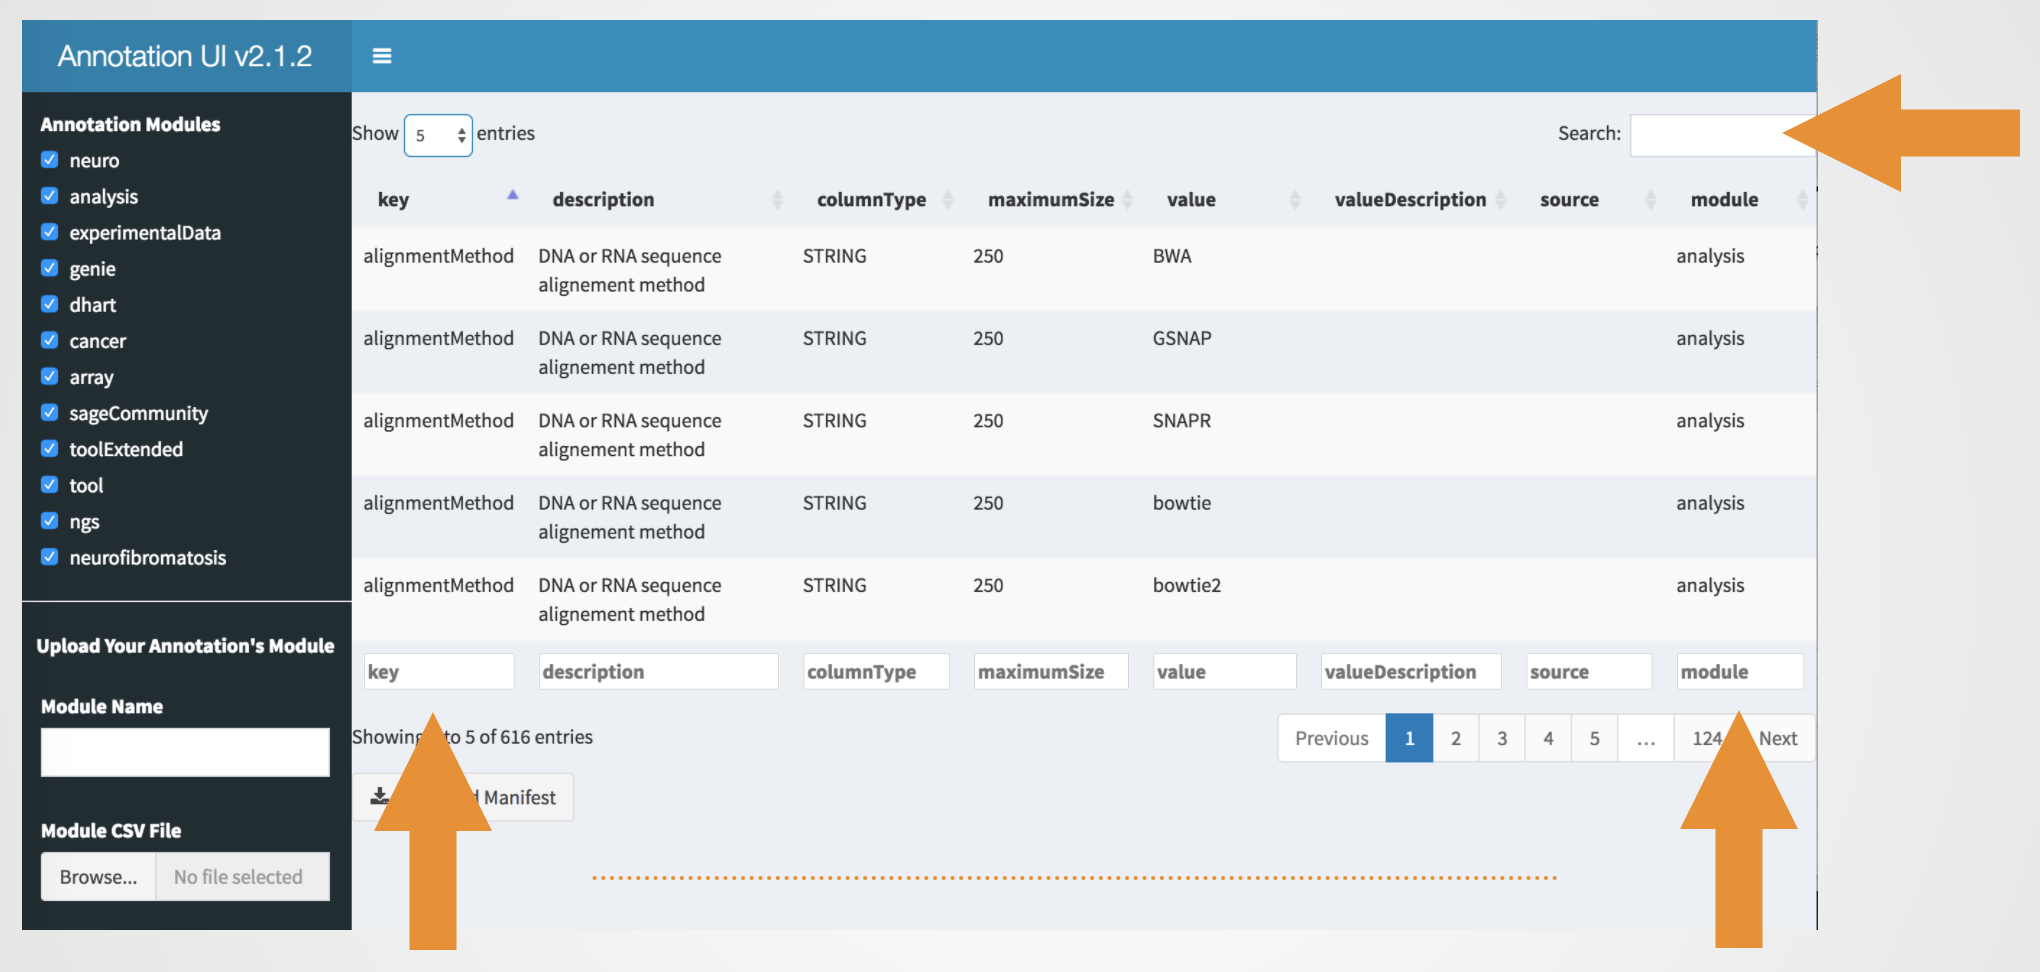 Annotation UI v2.1.2
Annotation Modules
neuro
analysis
experimentalData
genie
dhart
cancer
array
sageCommunity
toolExtended
tool
ngs
neurofibromatosis
Upload Your Annotation's Module
Module Name
Module CSV File
Browse... No file selected
Show 5 entries
Search:
key description columnType maximumSize value valueDescription source module
alignmentMethod DNA or RNA sequence STRING 250 BWA analysis
alignement method
alignmentMethod DNA or RNA sequence STRING 250 GSNAP analysis
alignement method
alignmentMethod DNA or RNA sequence STRING 250 SNAPR analysis
alignement method
alignmentMethod DNA or RNA sequence STRING 250 bowtie analysis
alignement method
alignmentMethod DNA or RNA sequence STRING 250 bowtie2 analysis
alignement method
key description columnType maximumSize value valueDescription source module
Showing to 5 of 616 entries
Previous 1 2 3 4 5 ... 124 Next
Manifest